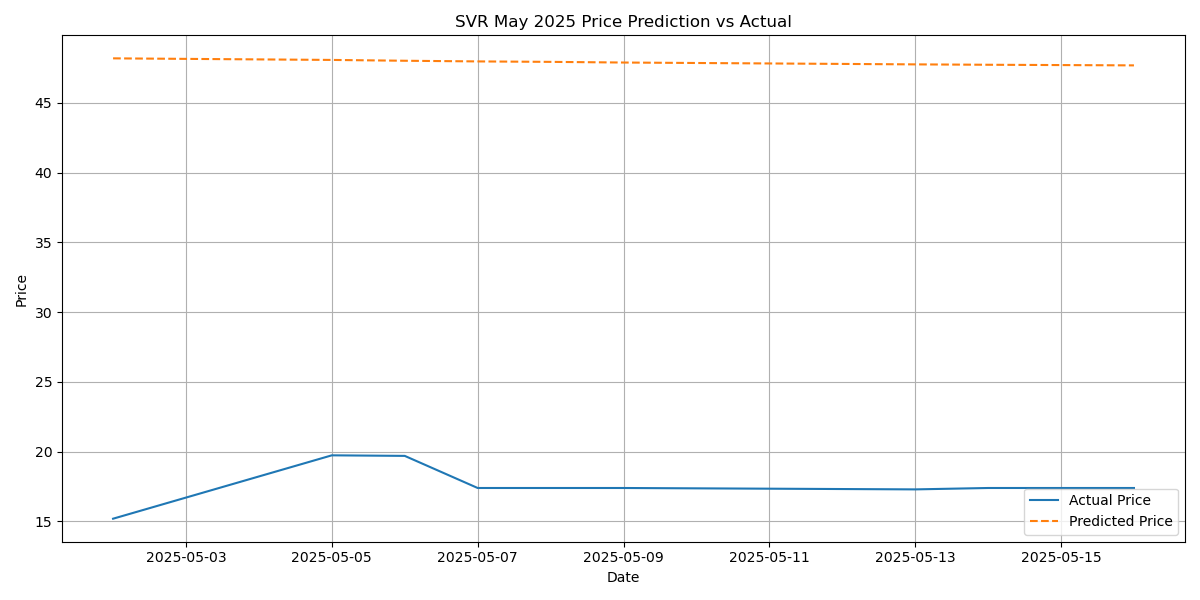 SVR May 2025 Price Prediction vs Actual
Price
45
40
35
30
25
20
15
Actual Price
Predicted Price
2025-05-03 2025-05-05 2025-05-07 2025-05-09 2025-05-11 2025-05-13 2025-05-15
Date